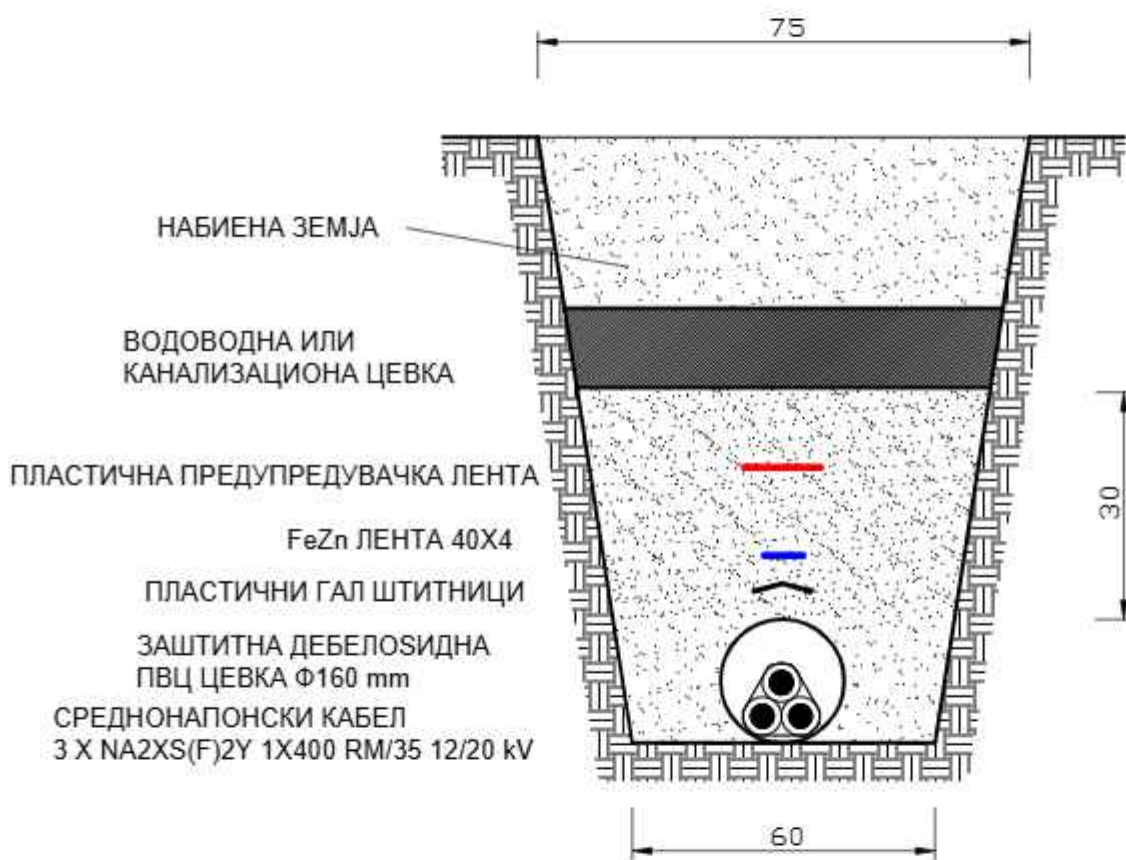 75
НАБИЕНА ЗЕМЈА
ВОДОВОДНА ИЛИ
КАНАЛИЗАЦИОНА ЦЕВКА
ПЛАСТИЧНА ПРЕДУПРЕДУВАЧКА ЛЕНТА
30
FeZn ЛЕНТА 40X4
ПЛАСТИЧНИ ГАЛ ШТИТНИЦИ
ЗАШТИТНА ДЕБЕЛОЅИДНА
ПВЦ ЦЕВКА Ф160 mm
СРЕДНОНАПОНСКИ КАБЕЛ
3 X NA2XS(F)2Y 1X400 RM/35 12/20 kV
60